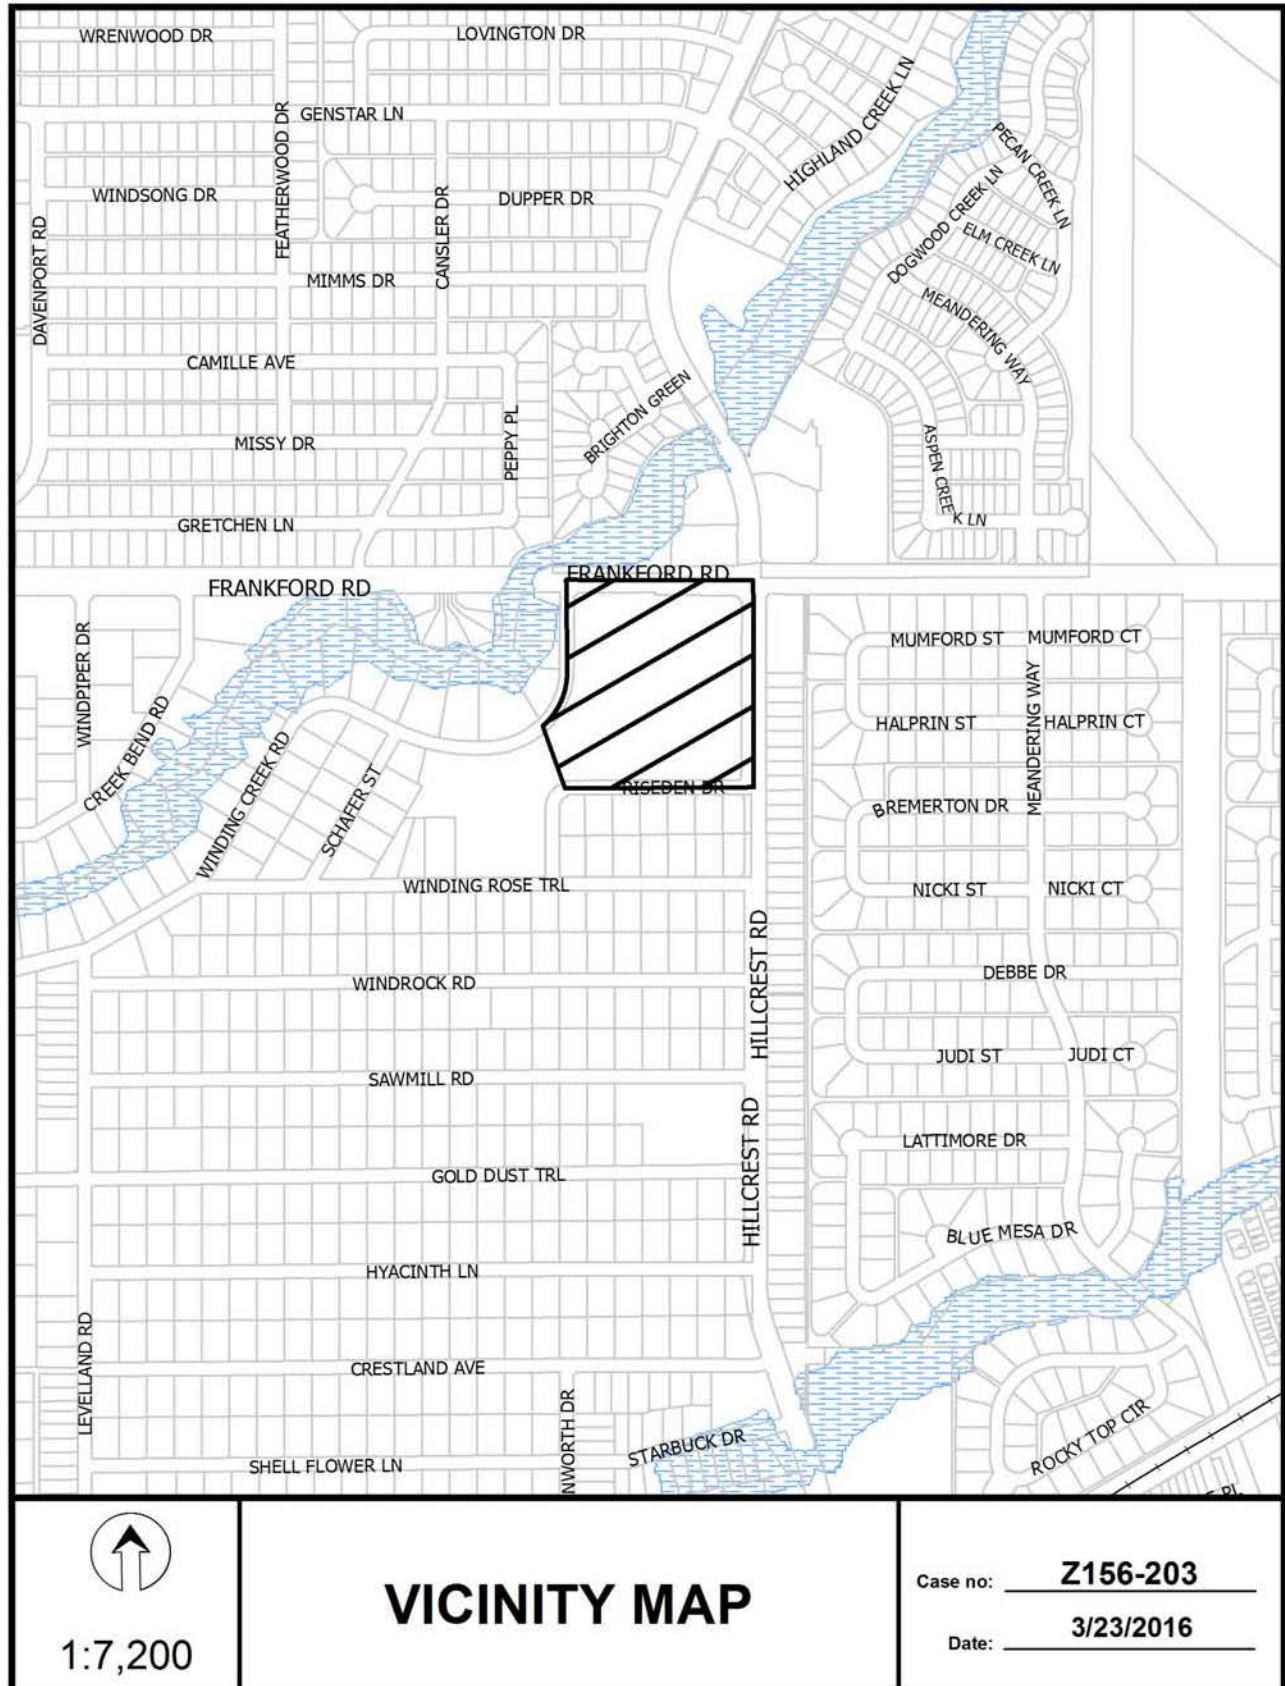 WRENWOOD DR
LOVINGTON DR
HIGHLAND CREEK LN
GENSTAR LN
FEATHERWOOD DR
PECAN CREEK LN
WINDSONG DR
CANSLER DR
DUPPER DR
DOGWOOD CREEK LN
ELM CREEK LN
DAVENPORT RD
MIMMS DR
MEANDERING WAY
CAMILLE AVE
BRIGHTON GREEN
MISSY DR
PEPPY PL
ASPEN CREEK LN
GRETCHEN LN
FRANKFORD RD
FRANKFORD RD
WINDPIPER DR
MUMFORD ST
MUMFORD CT
CREEK BEND RD
HALPRIN ST
MEANDERING WAY
HALPRIN CT
WINDING CREEK RD
SCHAFER ST
RISEDEN DR
BREMERTON DR
WINDING ROSE TRL
NICKI ST
NICKI CT
HILLCREST RD
WINDROCK RD
DEBBE DR
SAWMILL RD
JUDI ST
JUDI CT
HILLCREST RD
LATTIMORE DR
GOLD DUST TRL
BLUE MESA DR
HYACINTH LN
LEVELLAND RD
CRESTLAND AVE
NWORTH DR
STARBUCK DR
ROCKY TOP CIR
SHELL FLOWER LN
PL
1:7,200
VICINITY MAP
Case no: Z156-203
Date: 3/23/2016